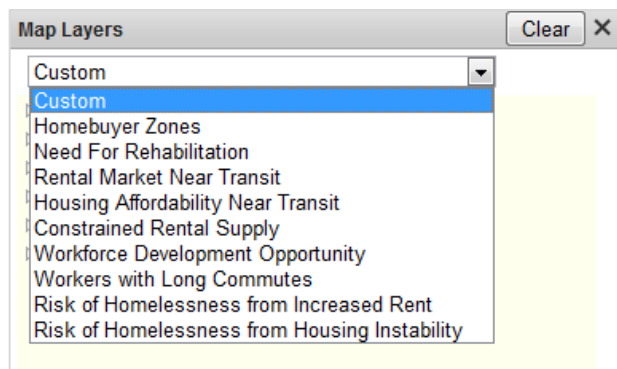 Map Layers
Clear
Custom
Custom
Homebuyer Zones
Need For Rehabilitation
Rental Market Near Transit
Housing Affordability Near Transit
Constrained Rental Supply
Workforce Development Opportunity
Workers with Long Commutes
Risk of Homelessness from Increased Rent
Risk of Homelessness from Housing Instability